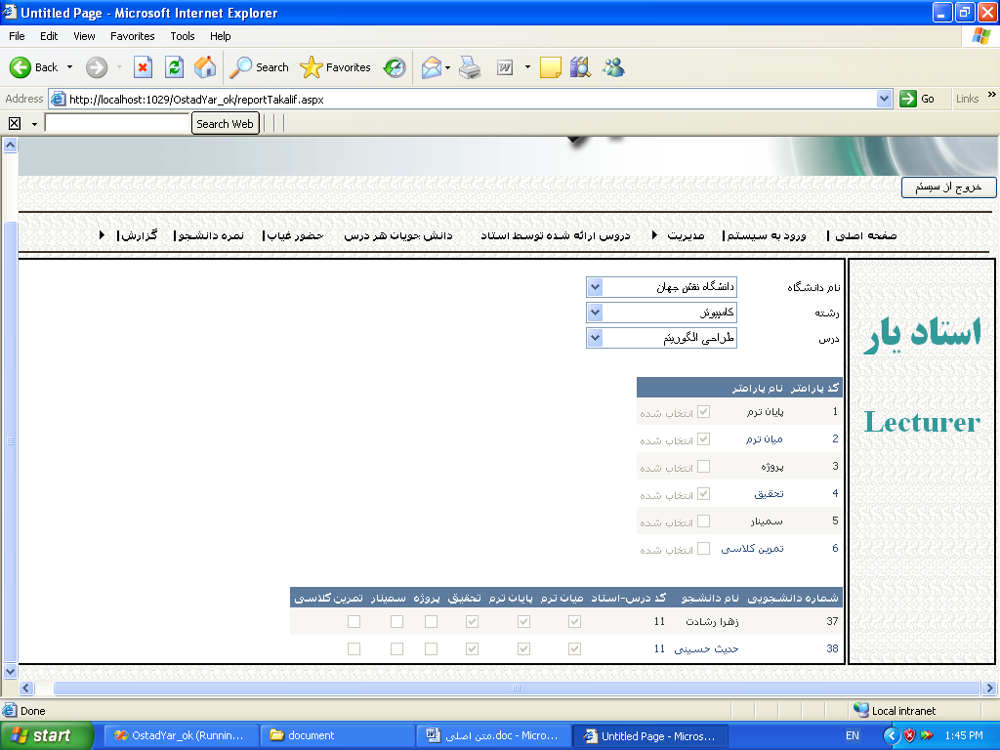 Untitled Page - Microsoft Internet Explorer
File Edit View Favorites Tools Help
Back Search Favorites
Address http://localhost:1029/OstadYar_ok/reportTakalif.aspx Go Links »
Search Web
خروج از سیستم
صفحه اصلی | ورود به سیستم | مدیریت دروس ارائه شده توسط استاد دانش جویان هر درس حضور غیاب | نمره دانشجو | گزارش |
نام دانشگاه دانشگاه نقش جهان
رشته کامپیوتر
درس طراحی الگوریتم
استاد یار
Lecturer
کد پارامتر نام پارامتر
1 پایان ترم انتخاب شده
2 میان ترم انتخاب شده
3 پروژه انتخاب شده
4 تحقیق انتخاب شده
5 سمینار انتخاب شده
6 تمرین کلاسی انتخاب شده
شماره دانشجویی نام دانشجو کد درس-استاد میان ترم پایان ترم تحقیق پروژه سمینار تمرین کلاسی
37 زهرا رشادت 11
38 حدیث حسینی 11
Done Local intranet
start OstadYar_ok (Runnin... document متن اصلی.doc - Micro... Untitled Page - Micros... EN 1:45 PM